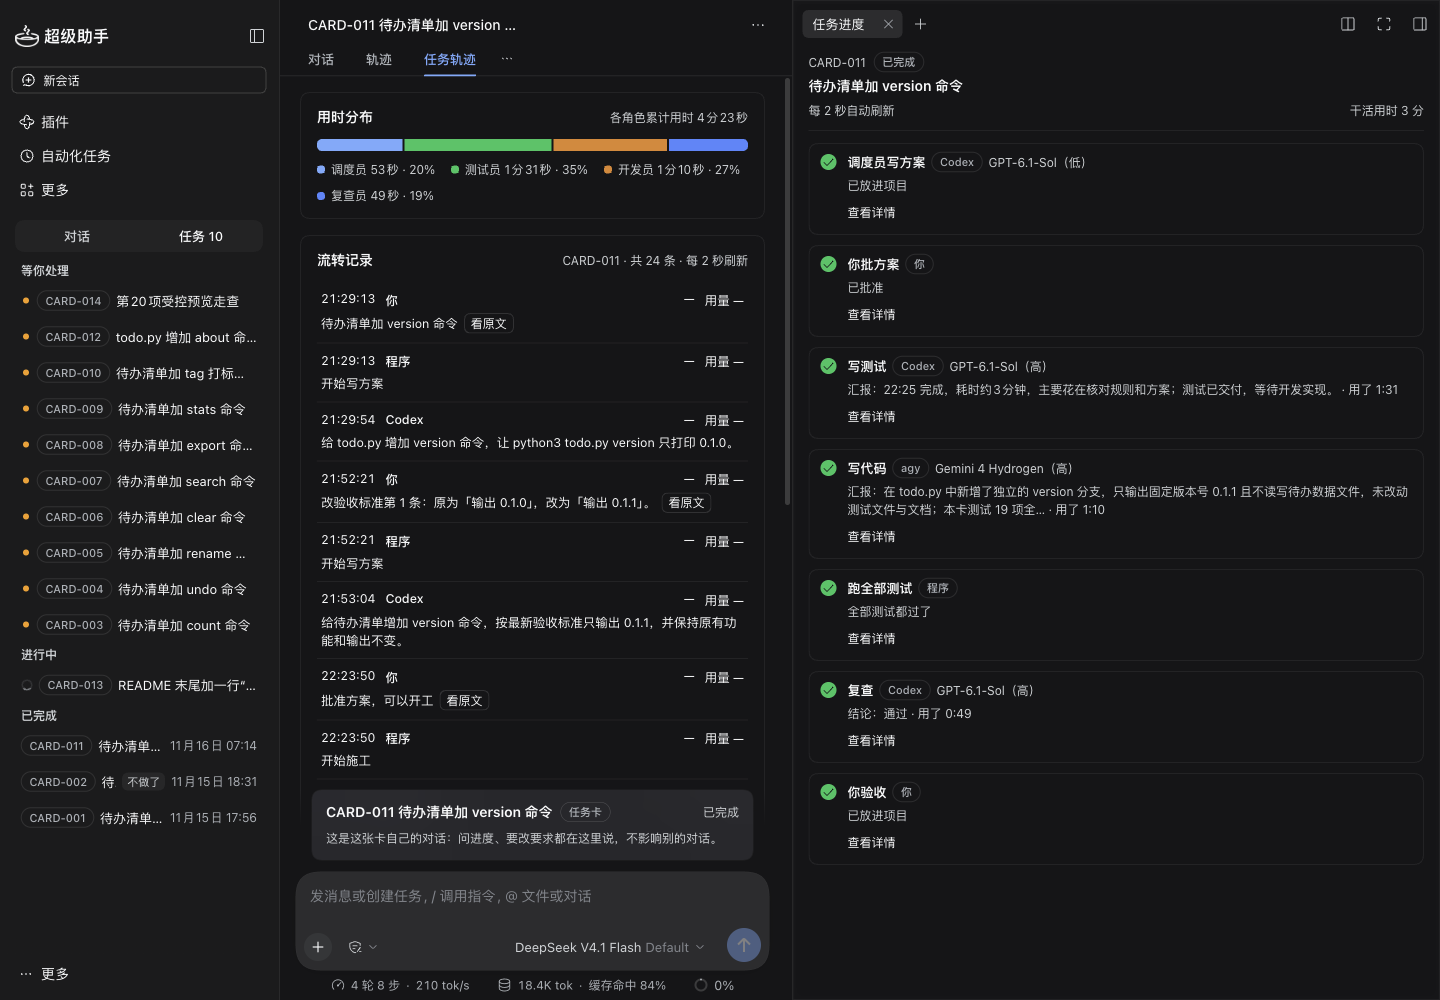 超级助手
新会话
插件
自动化任务
更多
对话
任务 10
等你处理
CARD-014 第20项受控预览走查
CARD-012 todo.py 增加 about 命...
CARD-010 待办清单加 tag 打标...
CARD-009 待办清单加 stats 命令
CARD-008 待办清单加 export 命...
CARD-007 待办清单加 search 命令
CARD-006 待办清单加 clear 命令
CARD-005 待办清单加 rename ...
CARD-004 待办清单加 undo 命令
CARD-003 待办清单加 count 命令
进行中
CARD-013 README 末尾加一行“...
已完成
CARD-011 待办清单... 11月16日 07:14
CARD-002 待 不做了 11月15日 18:31
CARD-001 待办清单... 11月15日 17:56
··· 更多
CARD-011 待办清单加 version ... ···
对话 轨迹 任务轨迹 ···
用时分布 各角色累计用时 4分23秒
调度员 53秒 · 20% 测试员 1分31秒 · 35% 开发员 1分10秒 · 27%
复查员 49秒 · 19%
流转记录 CARD-011 · 共 24 条 · 每 2 秒刷新
21:29:13 你 — 用量 —
待办清单加 version 命令 看原文
21:29:13 程序 — 用量 —
开始写方案
21:29:54 Codex — 用量 —
给 todo.py 增加 version 命令，让 python3 todo.py version 只打印 0.1.0。
21:52:21 你 — 用量 —
改验收标准第 1 条：原为「输出 0.1.0」，改为「输出 0.1.1」。 看原文
21:52:21 程序 — 用量 —
开始写方案
21:53:04 Codex — 用量 —
给待办清单增加 version 命令，按最新验收标准只输出 0.1.1，并保持原有功
能和输出不变。
22:23:50 你 — 用量 —
批准方案，可以开工 看原文
22:23:50 程序 — 用量 —
开始施工
CARD-011 待办清单加 version 命令 任务卡 已完成
这是这张卡自己的对话：问进度、要改要求都在这里说，不影响别的对话。
发消息或创建任务, / 调用指令, @ 文件或对话
DeepSeek V4.1 Flash Default
4 轮 8 步 · 210 tok/s 18.4K tok · 缓存命中 84% 0%
任务进度
CARD-011 已完成
待办清单加 version 命令
每 2 秒自动刷新 干活用时 3 分
调度员写方案 Codex GPT-6.1-Sol（低）
已放进项目
查看详情
你批方案 你
已批准
查看详情
写测试 Codex GPT-6.1-Sol（高）
汇报：22:25 完成，耗时约3分钟，主要花在核对规则和方案；测试已交付，等待开发实现。 · 用了 1:31
查看详情
写代码 agy Gemini 4 Hydrogen（高）
汇报：在 todo.py 中新增了独立的 version 分支，只输出固定版本号 0.1.1 且不读写待办数据文件，未改动
测试文件与文档；本卡测试 19 项全... · 用了 1:10
查看详情
跑全部测试 程序
全部测试都过了
查看详情
复查 Codex GPT-6.1-Sol（高）
结论：通过 · 用了 0:49
查看详情
你验收 你
已放进项目
查看详情